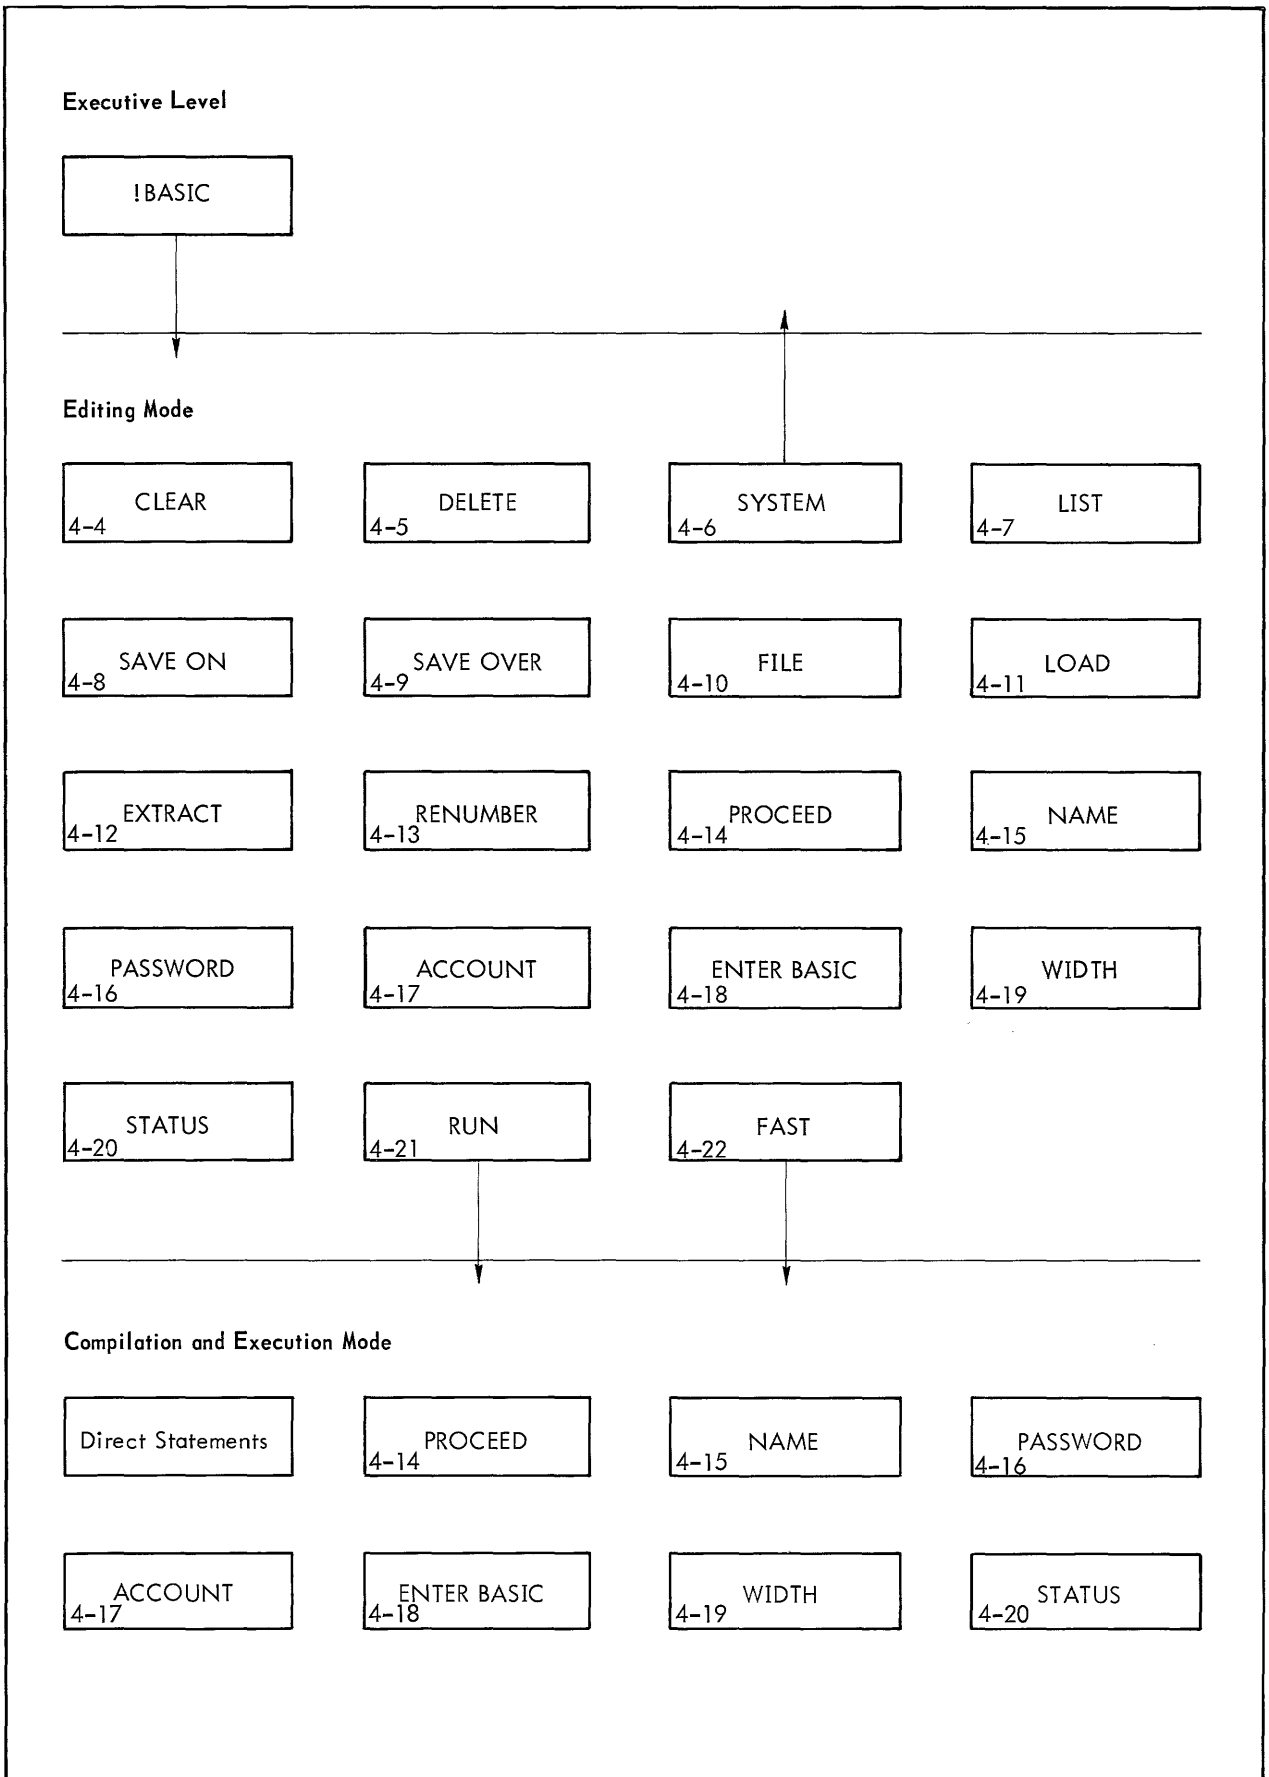 Executive Level
!BASIC
Editing Mode
CLEAR
4-4
DELETE
4-5
SYSTEM
4-6
LIST
4-7
SAVE ON
4-8
SAVE OVER
4-9
FILE
4-10
LOAD
4-11
EXTRACT
4-12
RENUMBER
4-13
PROCEED
4-14
NAME
4-15
PASSWORD
4-16
ACCOUNT
4-17
ENTER BASIC
4-18
WIDTH
4-19
STATUS
4-20
RUN
4-21
FAST
4-22
Compilation and Execution Mode
Direct Statements
PROCEED
4-14
NAME
4-15
PASSWORD
4-16
ACCOUNT
4-17
ENTER BASIC
4-18
WIDTH
4-19
STATUS
4-20